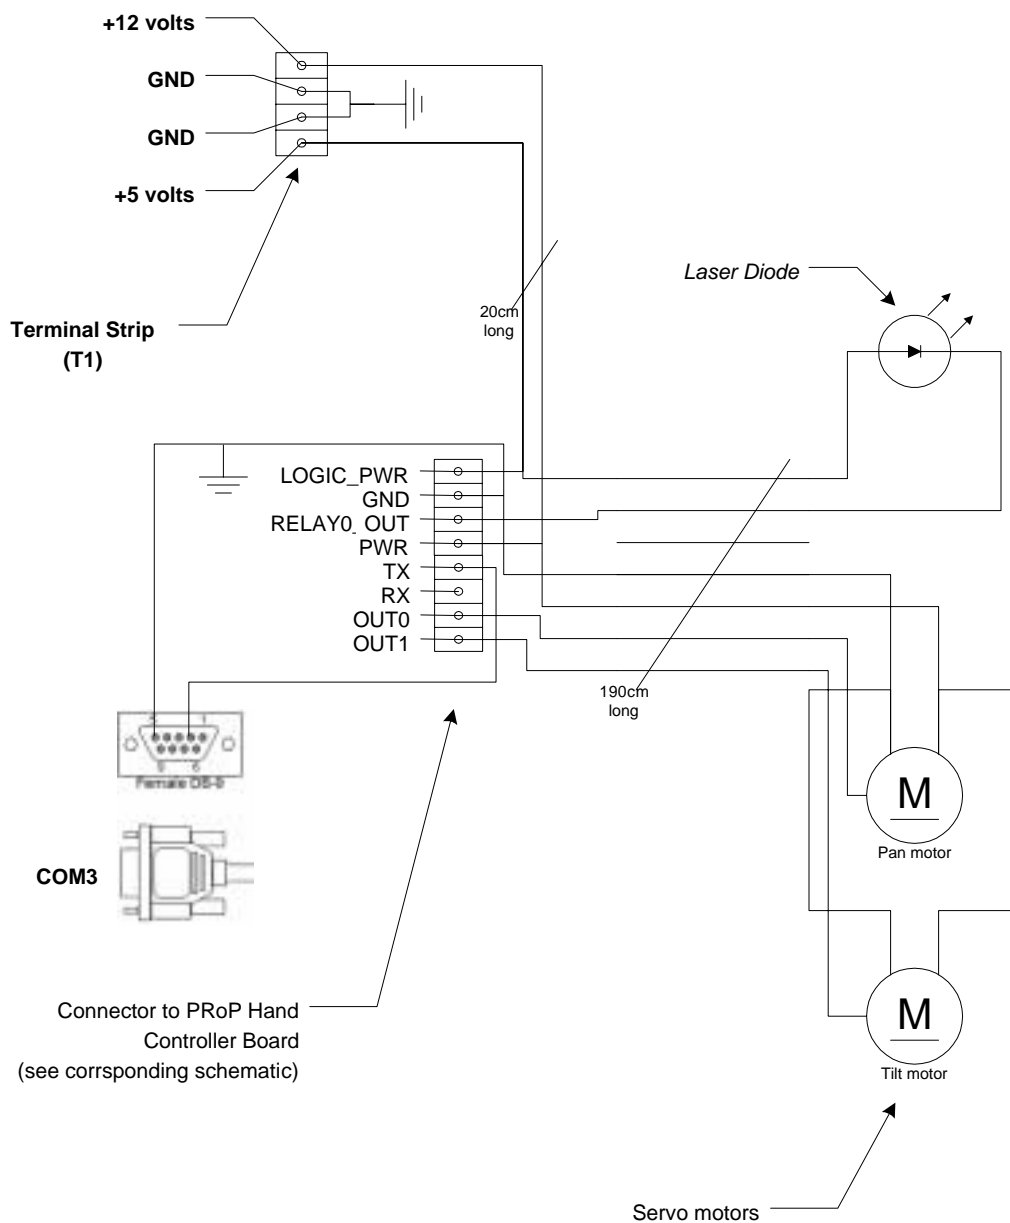 +12 volts
GND
GND
+5 volts
Terminal Strip
(T1)
20cm
long
Laser Diode
LOGIC_PWR
GND
RELAY0_OUT
PWR
TX
RX
OUT0
OUT1
190cm
long
Female DB-9
COM3
M
Pan motor
M
Tilt motor
Connector to PRoP Hand
Controller Board
(see corrsponding schematic)
Servo motors